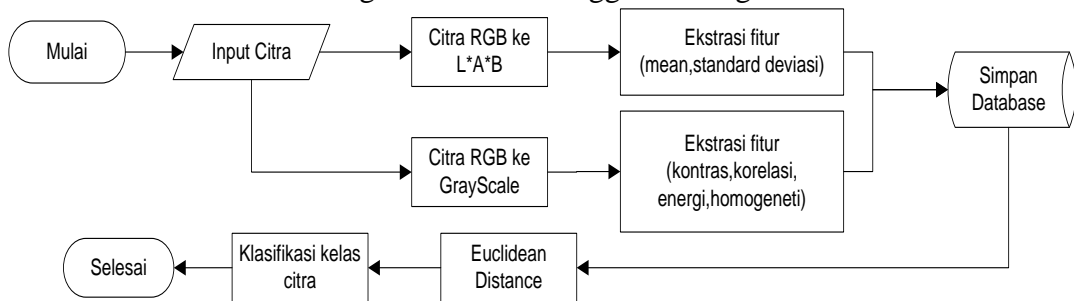 Mulai
Input Citra
Citra RGB ke
L*A*B
Ekstrasi fitur
(mean,standard deviasi)
Simpan
Database
Citra RGB ke
GrayScale
Ekstrasi fitur
(kontras,korelasi,
energi,homogeneti)
Selesai
Klasifikasi kelas
citra
Euclidean
Distance